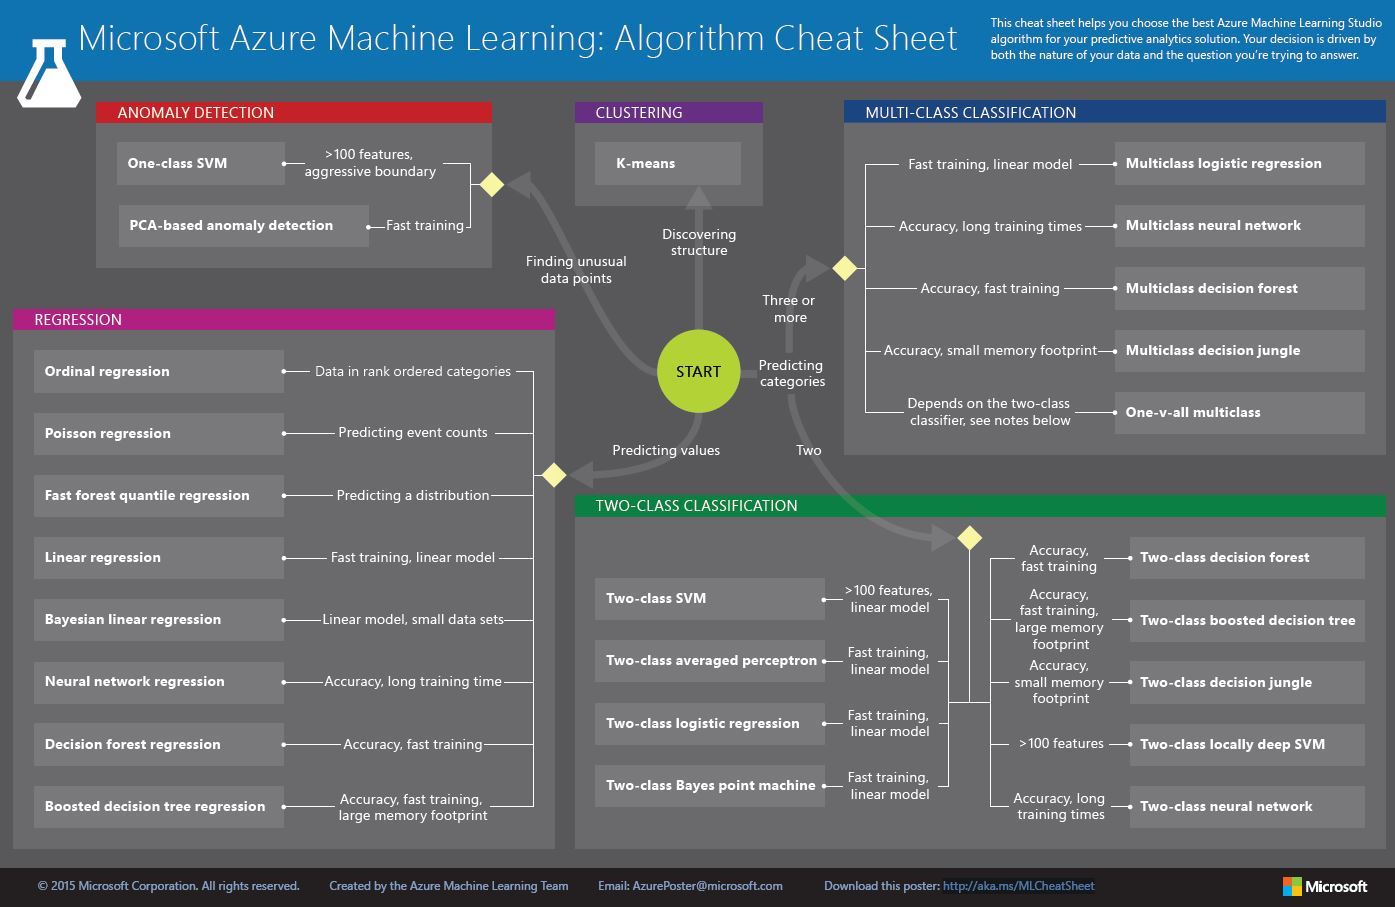 Microsoft Azure Machine Learning: Algorithm Cheat Sheet
This cheat sheet helps you choose the best Azure Machine Learning Studio
algorithm for your predictive analytics solution. Your decision is driven by
both the nature of your data and the question you're trying to answer.
ANOMALY DETECTION
One-class SVM
>100 features,
aggressive boundary
PCA-based anomaly detection
Fast training
CLUSTERING
K-means
MULTI-CLASS CLASSIFICATION
Fast training, linear model
Multiclass logistic regression
Accuracy, long training times
Multiclass neural network
Accuracy, fast training
Multiclass decision forest
Accuracy, small memory footprint
Multiclass decision jungle
Depends on the two-class
classifier, see notes below
One-v-all multiclass
Finding unusual
data points
Discovering
structure
Three or
more
START
Predicting
categories
Predicting values
Two
REGRESSION
Ordinal regression
Data in rank ordered categories
Poisson regression
Predicting event counts
Fast forest quantile regression
Predicting a distribution
Linear regression
Fast training, linear model
Bayesian linear regression
Linear model, small data sets
Neural network regression
Accuracy, long training time
Decision forest regression
Accuracy, fast training
Boosted decision tree regression
Accuracy, fast training,
large memory footprint
TWO-CLASS CLASSIFICATION
Two-class SVM
>100 features,
linear model
Two-class averaged perceptron
Fast training,
linear model
Two-class logistic regression
Fast training,
linear model
Two-class Bayes point machine
Fast training,
linear model
Accuracy,
fast training
Two-class decision forest
Accuracy,
fast training,
large memory
footprint
Two-class boosted decision tree
Accuracy,
small memory
footprint
Two-class decision jungle
>100 features
Two-class locally deep SVM
Accuracy, long
training times
Two-class neural network
© 2015 Microsoft Corporation. All rights reserved.
Created by the Azure Machine Learning Team
Email: AzurePoster@microsoft.com
Download this poster: http://aka.ms/MLCheatSheet
Microsoft